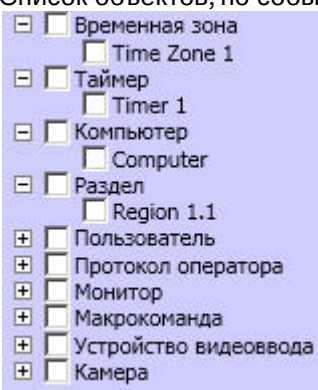 Список объектов, по собы
Временная зона
Time Zone 1
Таймер
Timer 1
Компьютер
Computer
Раздел
Region 1.1
Пользователь
Протокол оператора
Монитор
Макрокоманда
Устройство видеоввода
Камера